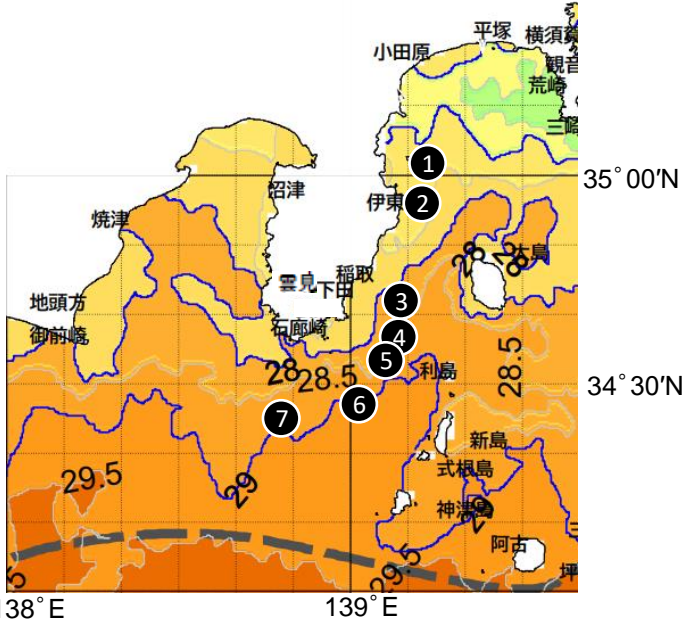 平塚
小田原
横須賀
観音
荒崎
三崎
1
35°00′N
沼津
伊東
2
焼津
28
大島
28
稲取
雲見
下田
3
地頭方
御前崎
石廊崎
4
28.5
28
28.5
5
利島
34°30′N
6
7
新島
29.5
式根島
29
神津島
29
阿古
29.5
坪
138°E
139°E